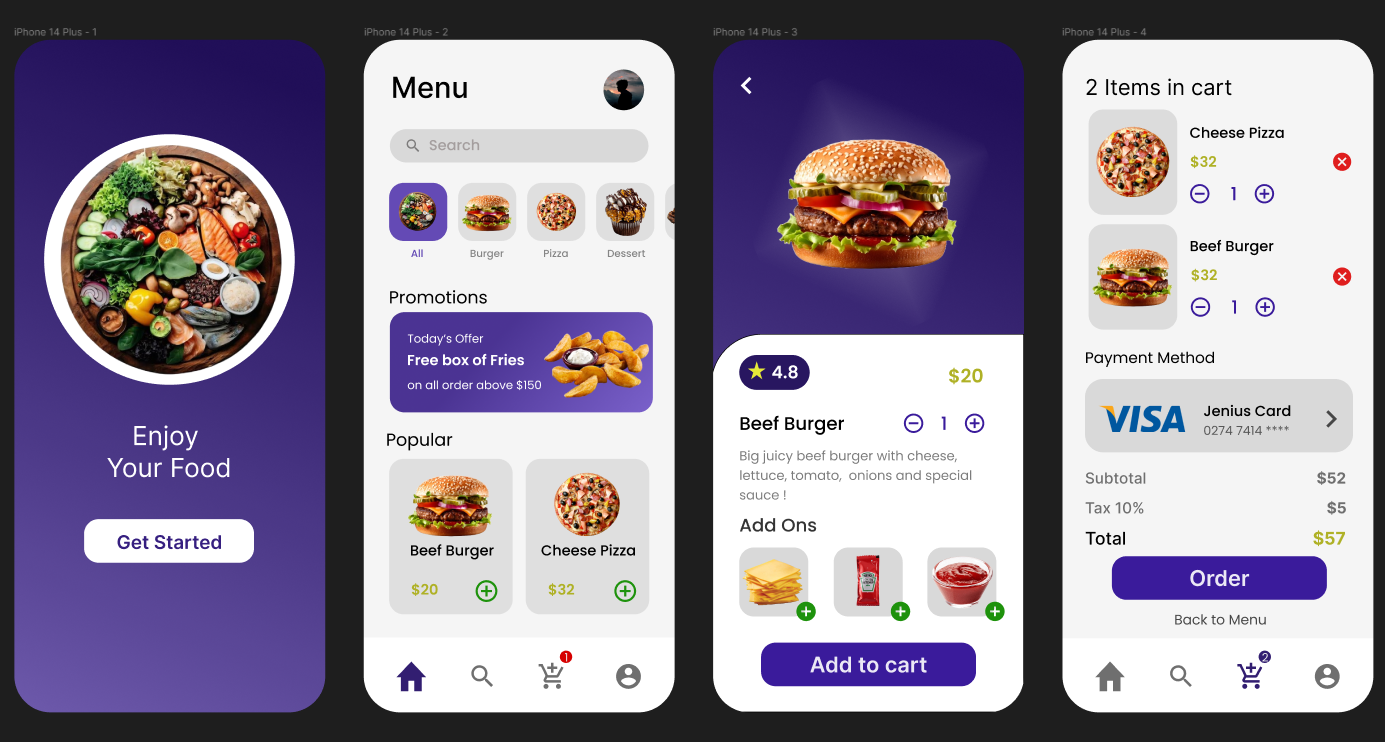 iPhone 14 Plus - 1
Enjoy
Your Food
Get Started
iPhone 14 Plus - 2
Menu
Search
All
Burger
Pizza
Dessert
Promotions
Today's Offer
Free box of Fries
on all order above $150
Popular
Beef Burger
$20
Cheese Pizza
$32
1
iPhone 14 Plus - 3
4.8
$20
Beef Burger
1
Big juicy beef burger with cheese,
lettuce, tomato, onions and special
sauce !
Add Ons
HEINZ
Add to cart
iPhone 14 Plus - 4
2 Items in cart
Cheese Pizza
$32
1
Beef Burger
$32
1
Payment Method
VISA
Jenius Card
0274 7414 ****
Subtotal $52
Tax 10% $5
Total $57
Order
Back to Menu
2